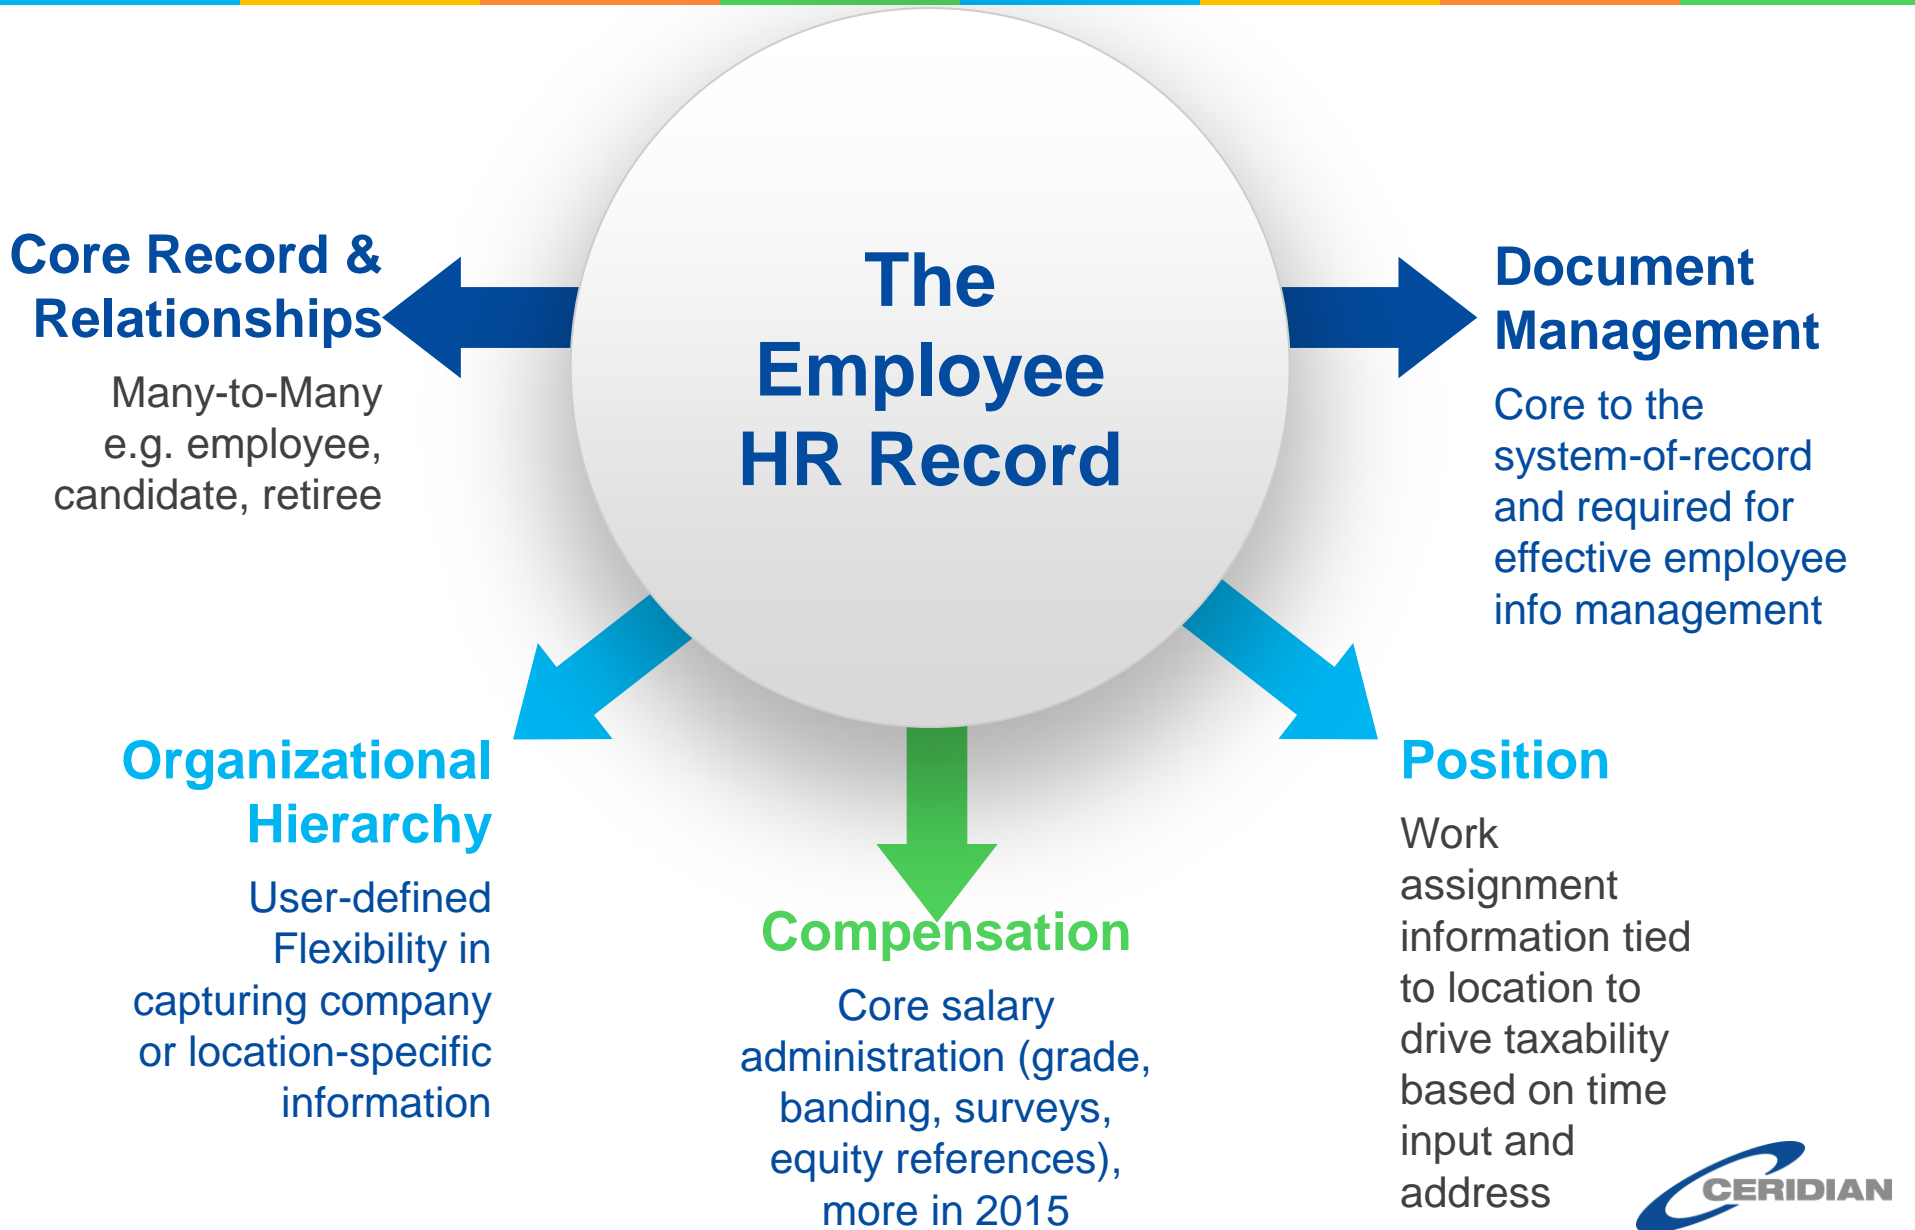 The
Employee
HR Record
Core Record &
Relationships
Many-to-Many
e.g. employee,
candidate, retiree
Document
Management
Core to the
system-of-record
and required for
effective employee
info management
Organizational
Hierarchy
User-defined
Flexibility in
capturing company
or location-specific
information
Compensation
Core salary
administration (grade,
banding, surveys,
equity references),
more in 2015
Position
Work
assignment
information tied
to location to
drive taxability
based on time
input and
address
CERIDIAN